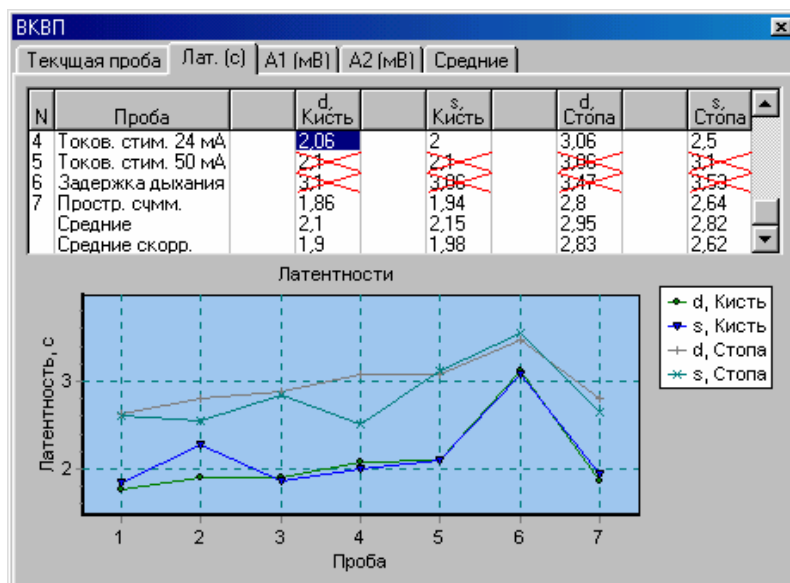 ВКВП
Текчщая проба Лат. (с) А1 (мВ) А2 (мВ) Средние
N Проба d, Кисть s, Кисть d, Стопа s, Стопа
4 Токов. стим. 24 мА 2,06 2 3,06 2,5
5 Токов. стим. 50 мА 2,1 2,1 3,06 3,1
6 Задержка дыхания 3,1 3,06 3,47 3,53
7 Простр. счмм. 1,86 1,94 2,8 2,64
Средние 2,1 2,15 2,95 2,82
Средние скорр. 1,9 1,98 2,83 2,62
Латентности
d, Кисть
s, Кисть
d, Стопа
s, Стопа
Латентность, с
3
2
1 2 3 4 5 6 7
Проба